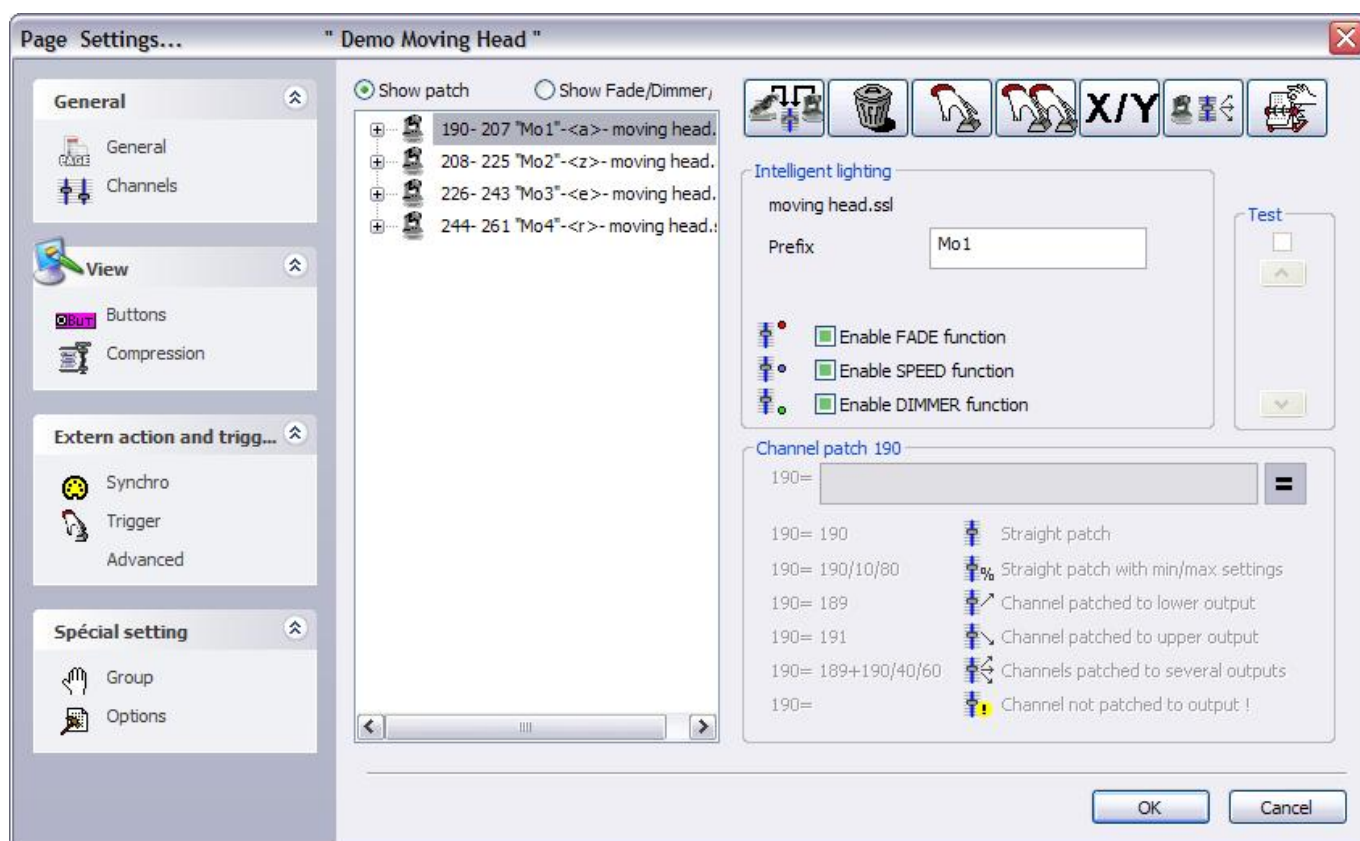 Page Settings... " Demo Moving Head "
General
General
Channels
View
Buttons
Compression
Extern action and trigg...
Synchro
Trigger
Advanced
Spécial setting
Group
Options
Show patch
Show Fade/Dimmer/
190- 207 "Mo1"-<a>- moving head.
208- 225 "Mo2"-<z>- moving head.
226- 243 "Mo3"-<e>- moving head.
244- 261 "Mo4"-<r>- moving head.s
X/Y
Intelligent lighting
moving head.ssl
Prefix Mo1
Enable FADE function
Enable SPEED function
Enable DIMMER function
Test
Channel patch 190
190= =
190= 190 Straight patch
190= 190/10/80 % Straight patch with min/max settings
190= 189 Channel patched to lower output
190= 191 Channel patched to upper output
190= 189+190/40/60 Channels patched to several outputs
190= ! Channel not patched to output !
OK
Cancel